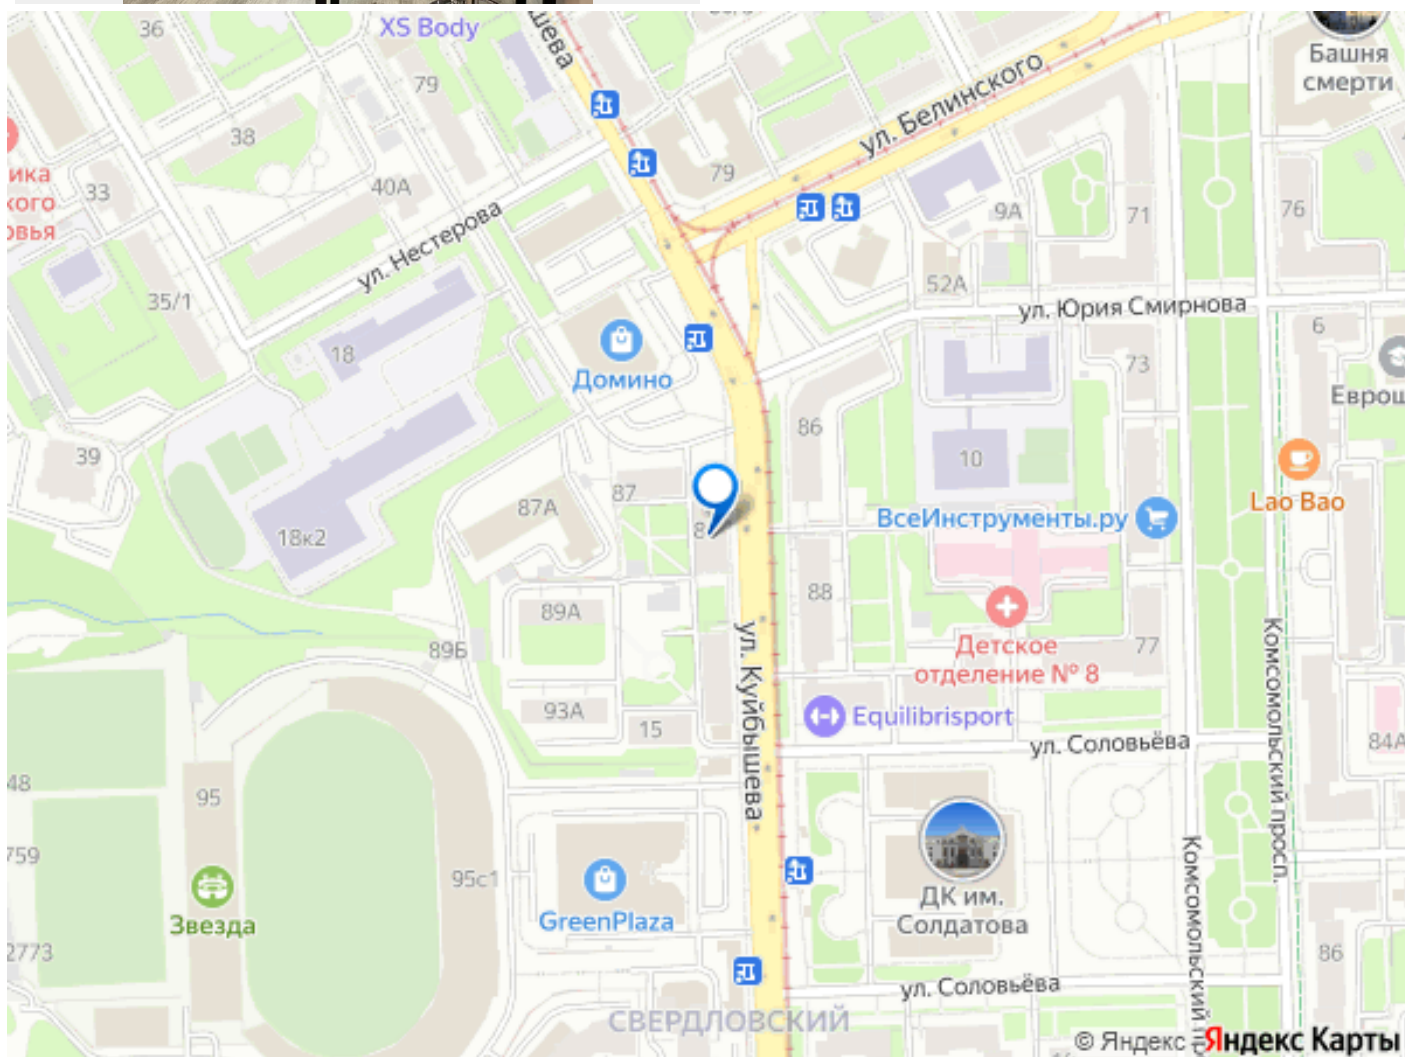 36
XS Body
Башня
смерти
79
ул. Белинского
38
79
33
40А
ул. Нестерова
9А
71
76
35/1
52А
ул. Юрия Смирнова
6
18
Домино
73
86
39
10
87
87А
Lao Bao
ВсеИнструменты.ру
18к2
88
89А
Детское
отделение № 8
77
89Б
ул. Куйбышева
Комсомольский просп.
93А
15
Equilibrisport
ул. Соловьёва
84А
48
95
759
95с1
Звезда
GreenPlaza
ДК им.
Солдатова
86
2773
ул. Соловьёва
СВЕРДЛОВСКИЙ
© Яндекс
Яндекс Карты